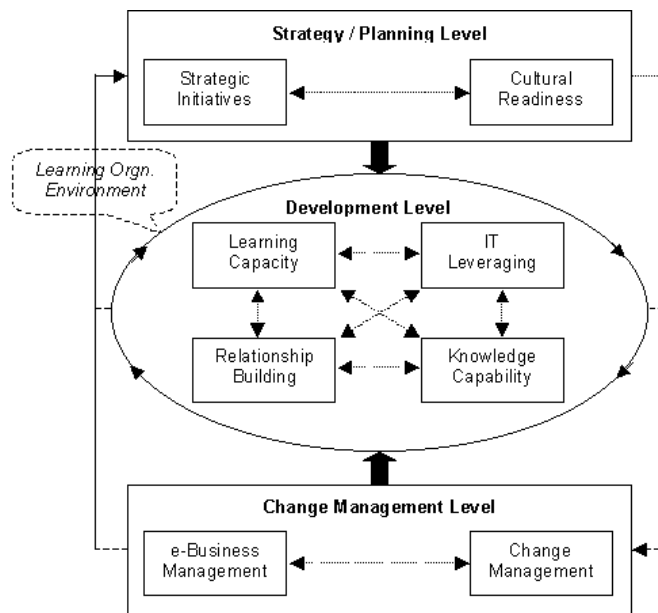 Strategy / Planning Level
Strategic
Initiatives
Cultural
Readiness
Learning Orgn.
Environment
Development Level
Learning
Capacity
IT
Leveraging
Relationship
Building
Knowledge
Capability
Change Management Level
e-Business
Management
Change
Management